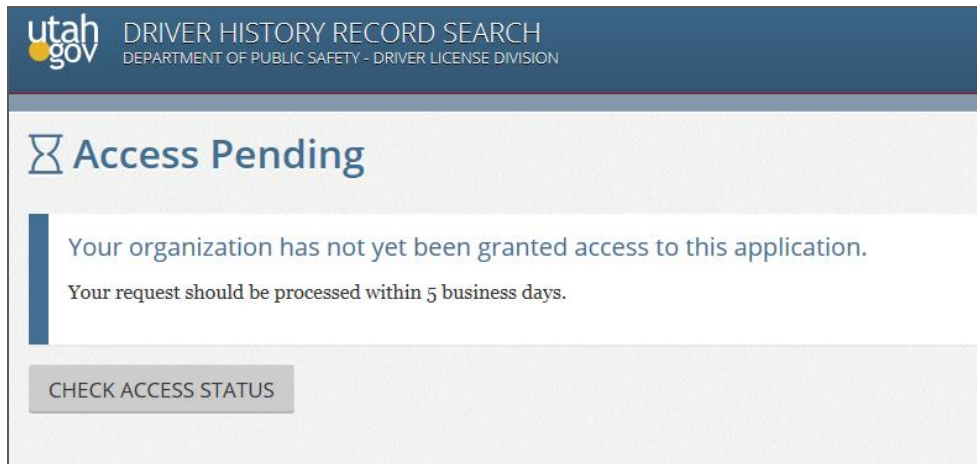 utah
gov
DRIVER HISTORY RECORD SEARCH
DEPARTMENT OF PUBLIC SAFETY - DRIVER LICENSE DIVISION
Access Pending
Your organization has not yet been granted access to this application.
Your request should be processed within 5 business days.
CHECK ACCESS STATUS